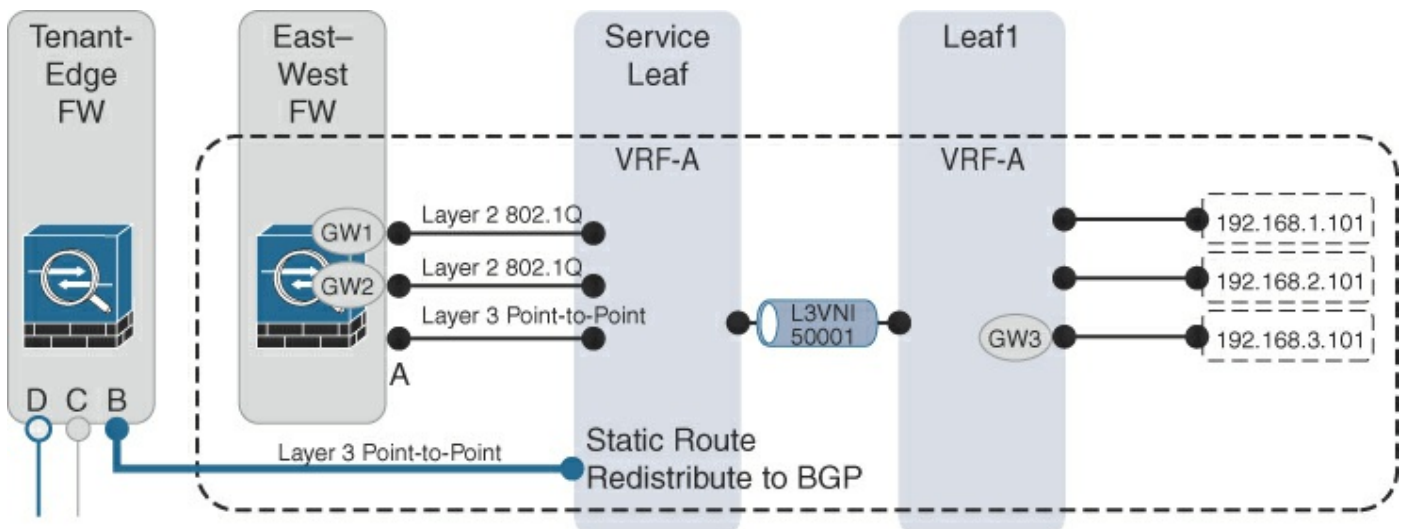 Tenant-
Edge
FW
East–
West
FW
Service
Leaf
Leaf1
VRF-A
VRF-A
GW1
Layer 2 802.1Q
192.168.1.101
GW2
Layer 2 802.1Q
192.168.2.101
Layer 3 Point-to-Point
L3VNI
50001
GW3
192.168.3.101
A
D C B
Layer 3 Point-to-Point
Static Route
Redistribute to BGP